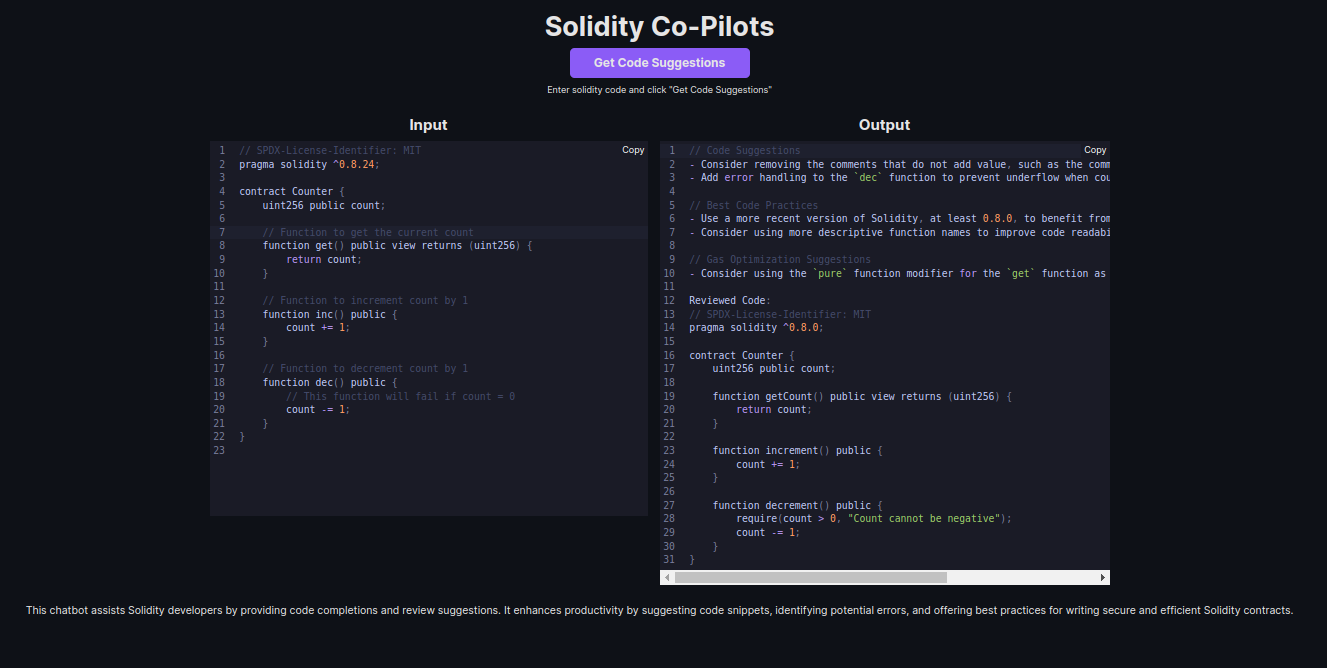 Solidity Co-Pilots
Get Code Suggestions
Enter solidity code and click "Get Code Suggestions"
Input
Copy
1 // SPDX-License-Identifier: MIT
2 pragma solidity ^0.8.24;
3
4 contract Counter {
5     uint256 public count;
6
7     // Function to get the current count
8     function get() public view returns (uint256) {
9         return count;
10     }
11
12     // Function to increment count by 1
13     function inc() public {
14         count += 1;
15     }
16
17     // Function to decrement count by 1
18     function dec() public {
19         // This function will fail if count = 0
20         count -= 1;
21     }
22 }
23
Output
Copy
1 // Code Suggestions
2 - Consider removing the comments that do not add value, such as the
3 - Add error handling to the `dec` function to prevent underflow when
4
5 // Best Code Practices
6 - Use a more recent version of Solidity, at least 0.8.0, to benefit from
7 - Consider using more descriptive function names to improve code
8
9 // Gas Optimization Suggestions
10 - Consider using the `pure` function modifier for the `get` function as
11
12 Reviewed Code:
13 // SPDX-License-Identifier: MIT
14 pragma solidity ^0.8.0;
15
16 contract Counter {
17     uint256 public count;
18
19     function getCount() public view returns (uint256) {
20         return count;
21     }
22
23     function increment() public {
24         count += 1;
25     }
26
27     function decrement() public {
28         require(count > 0, "Count cannot be negative");
29         count -= 1;
30     }
31 }
This chatbot assists Solidity developers by providing code completions and review suggestions. It enhances productivity by suggesting code snippets, identifying potential errors, and offering best practices for writing secure and efficient Solidity contracts.